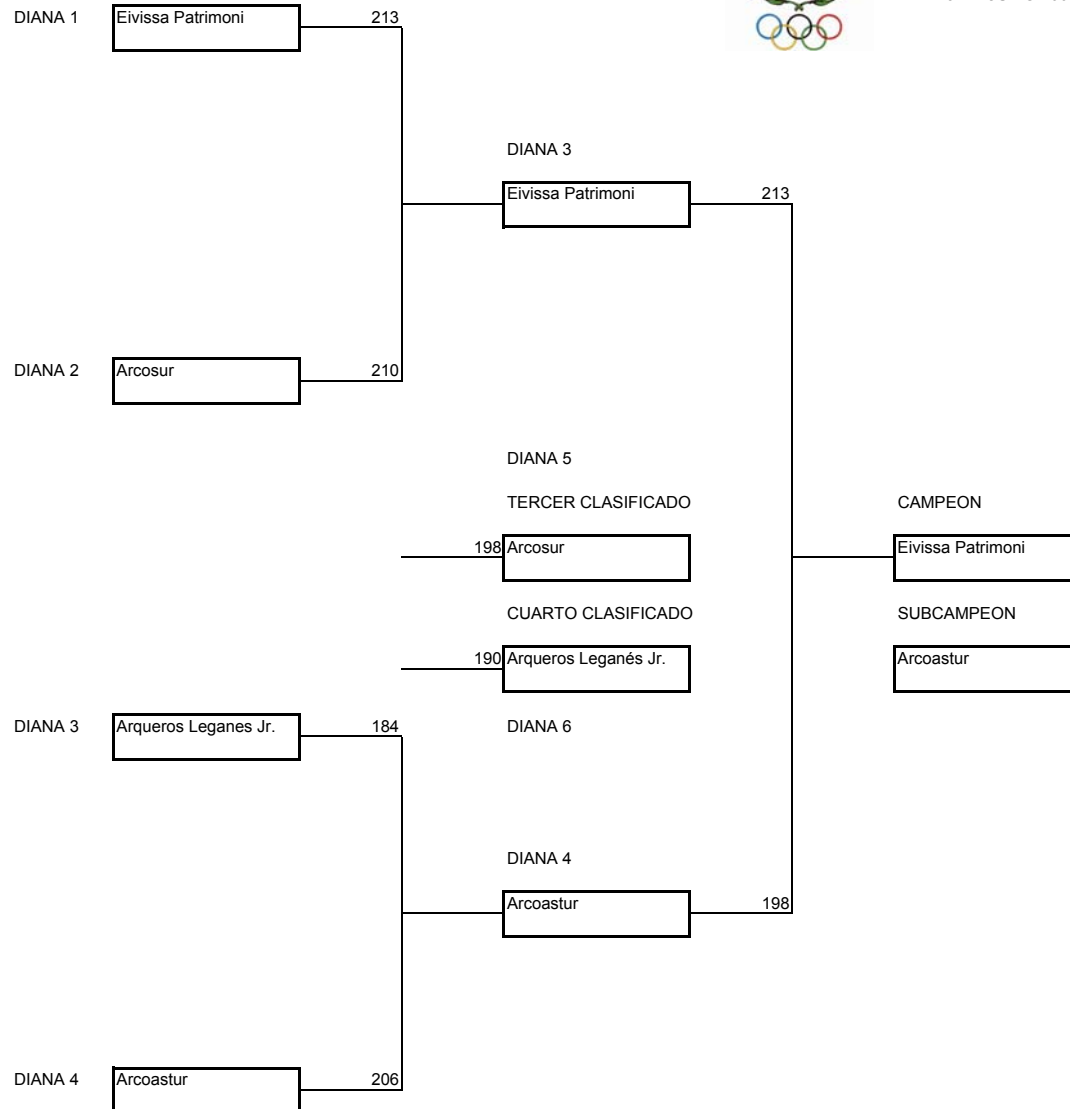 DIANA 1 Eivissa Patrimoni 213
DIANA 3
Eivissa Patrimoni 213
DIANA 2 Arcosur 210
DIANA 5
TERCER CLASIFICADO CAMPEON
198 Arcosur Eivissa Patrimoni
CUARTO CLASIFICADO SUBCAMPEON
190 Arqueros Leganés Jr. Arcoastur
DIANA 3 Arqueros Leganes Jr. 184 DIANA 6
DIANA 4
Arcoastur 198
DIANA 4 Arcoastur 206